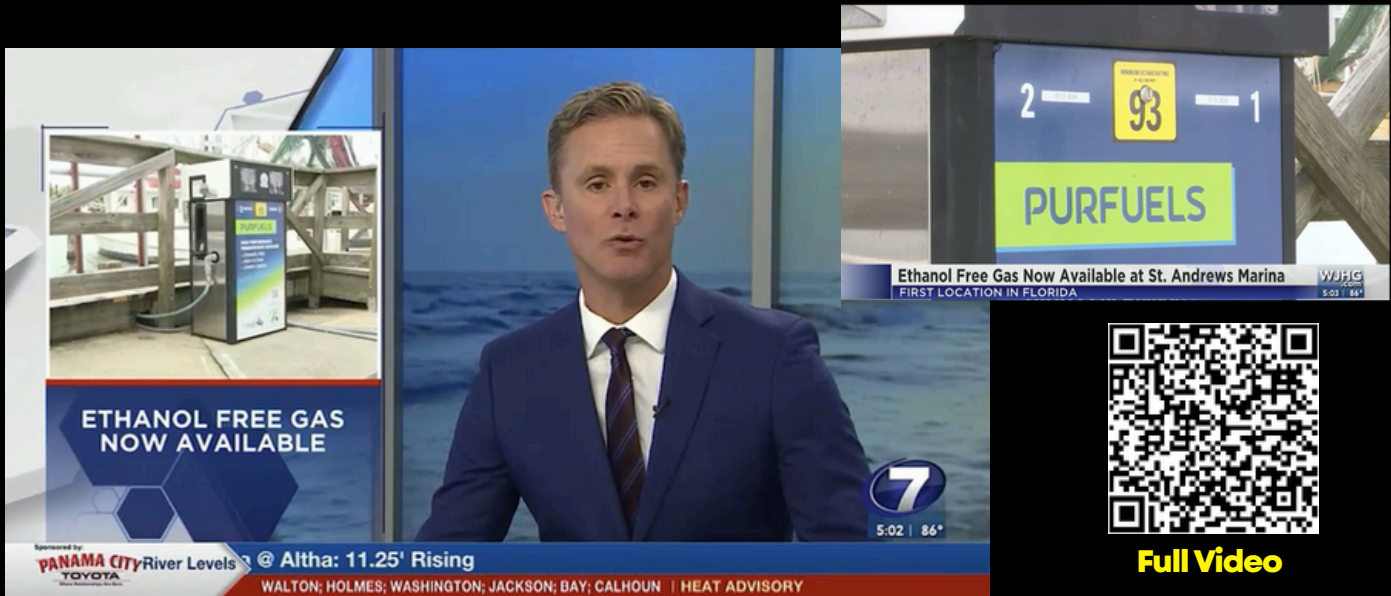 PURFUELS
ETHANOL FREE GAS
NOW AVAILABLE
7
5:02 | 86°
Sponsored by:
PANAMA CITY
TOYOTA
River Levels
@ Altha: 11.25' Rising
WALTON; HOLMES; WASHINGTON; JACKSON; BAY; CALHOUN | HEAT ADVISORY
2
93
1
PURFUELS
Ethanol Free Gas Now Available at St. Andrews Marina
FIRST LOCATION IN FLORIDA
WJHG
.com
5:03 | 86°
Full Video